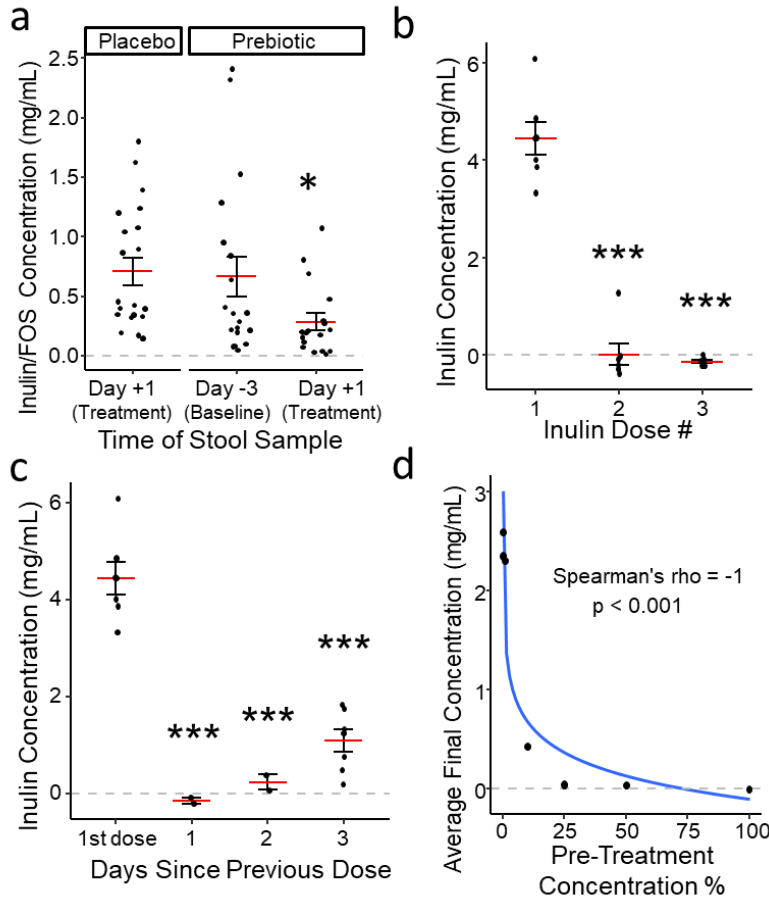 a
Placebo
Prebiotic
Inulin/FOS Concentration (mg/mL)
2.5
2.0
1.5
1.0
0.5
0.0
*
Day +1
(Treatment)
Day -3
(Baseline)
Day +1
(Treatment)
Time of Stool Sample
b
Inulin Concentration (mg/mL)
6
4
2
0
***
***
1 2 3
Inulin Dose #
c
Inulin Concentration (mg/mL)
6
4
2
0
***
***
***
1st dose 1 2 3
Days Since Previous Dose
d
Average Final Concentration (mg/mL)
3
2
1
0
Spearman's rho = -1
p < 0.001
0 25 50 75 100
Pre-Treatment
Concentration %